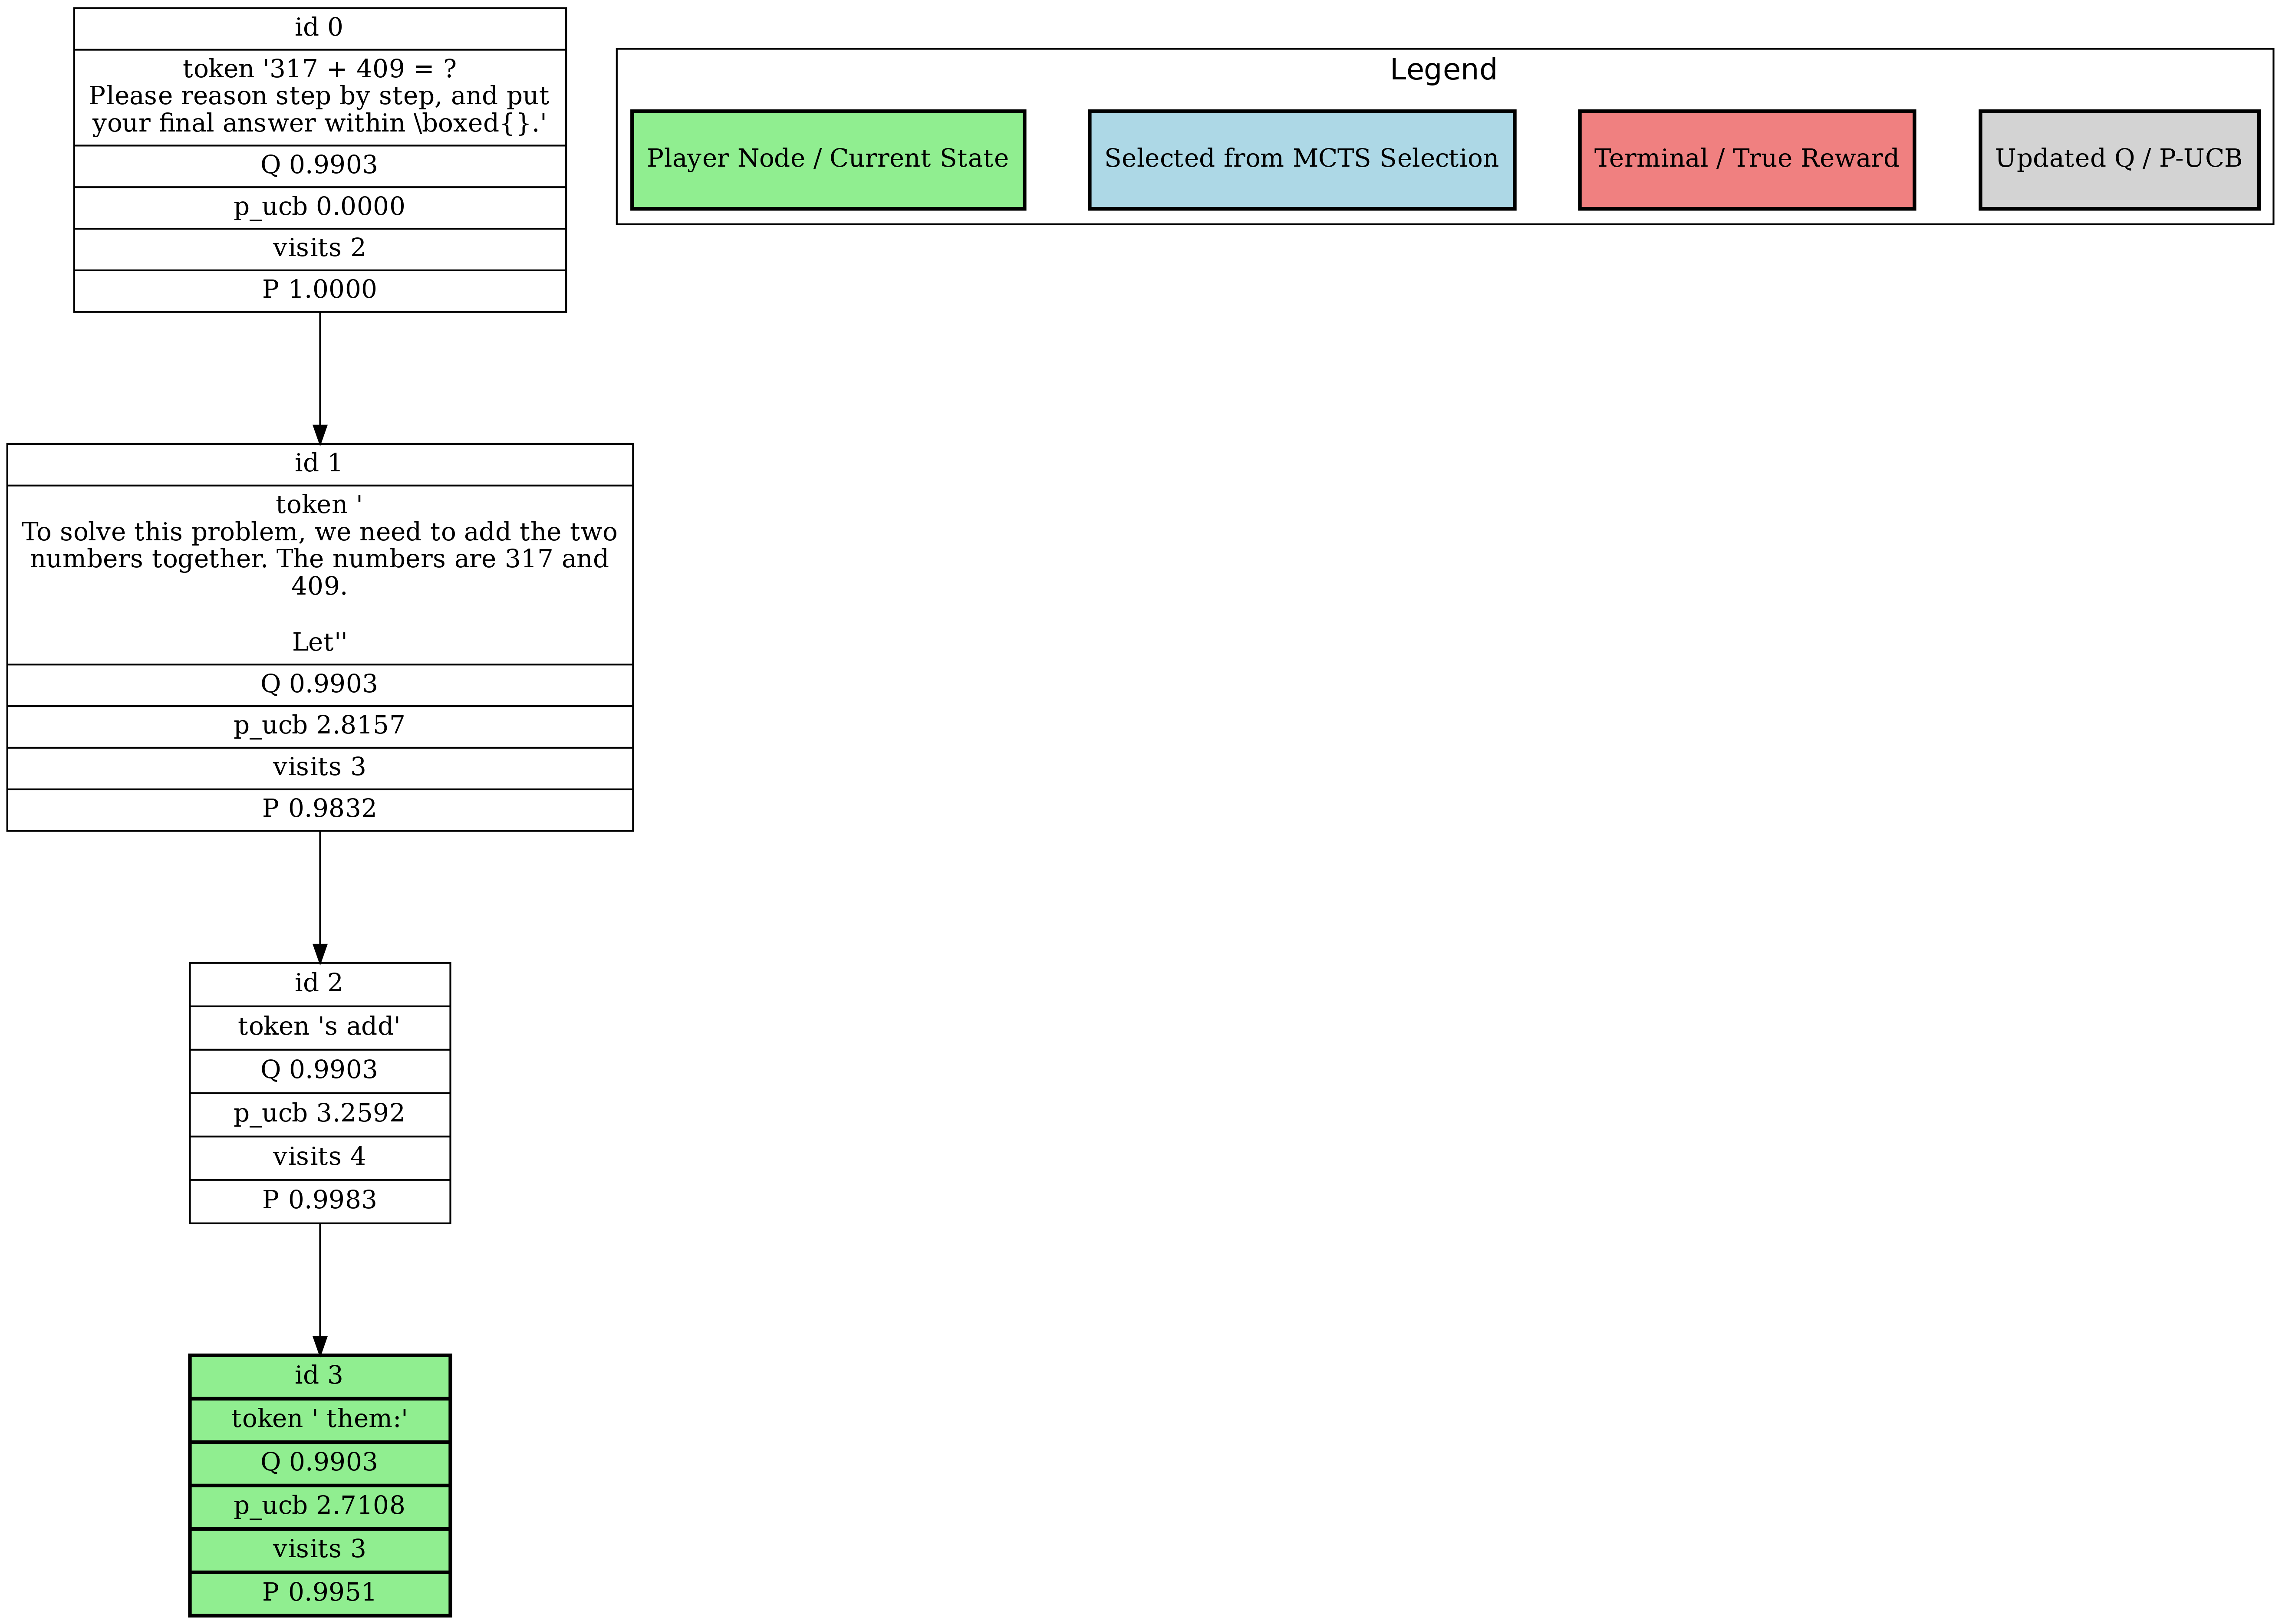 id 0
token '317 + 409 = ?
Please reason step by step, and put
your final answer within \boxed{}.'
Q 0.9903
p_ucb 0.0000
visits 2
P 1.0000
Legend
Player Node / Current State
Selected from MCTS Selection
Terminal / True Reward
Updated Q / P-UCB
id 1
token '
To solve this problem, we need to add the two
numbers together. The numbers are 317 and
409.
Let''
Q 0.9903
p_ucb 2.8157
visits 3
P 0.9832
id 2
token 's add'
Q 0.9903
p_ucb 3.2592
visits 4
P 0.9983
id 3
token ' them:'
Q 0.9903
p_ucb 2.7108
visits 3
P 0.9951